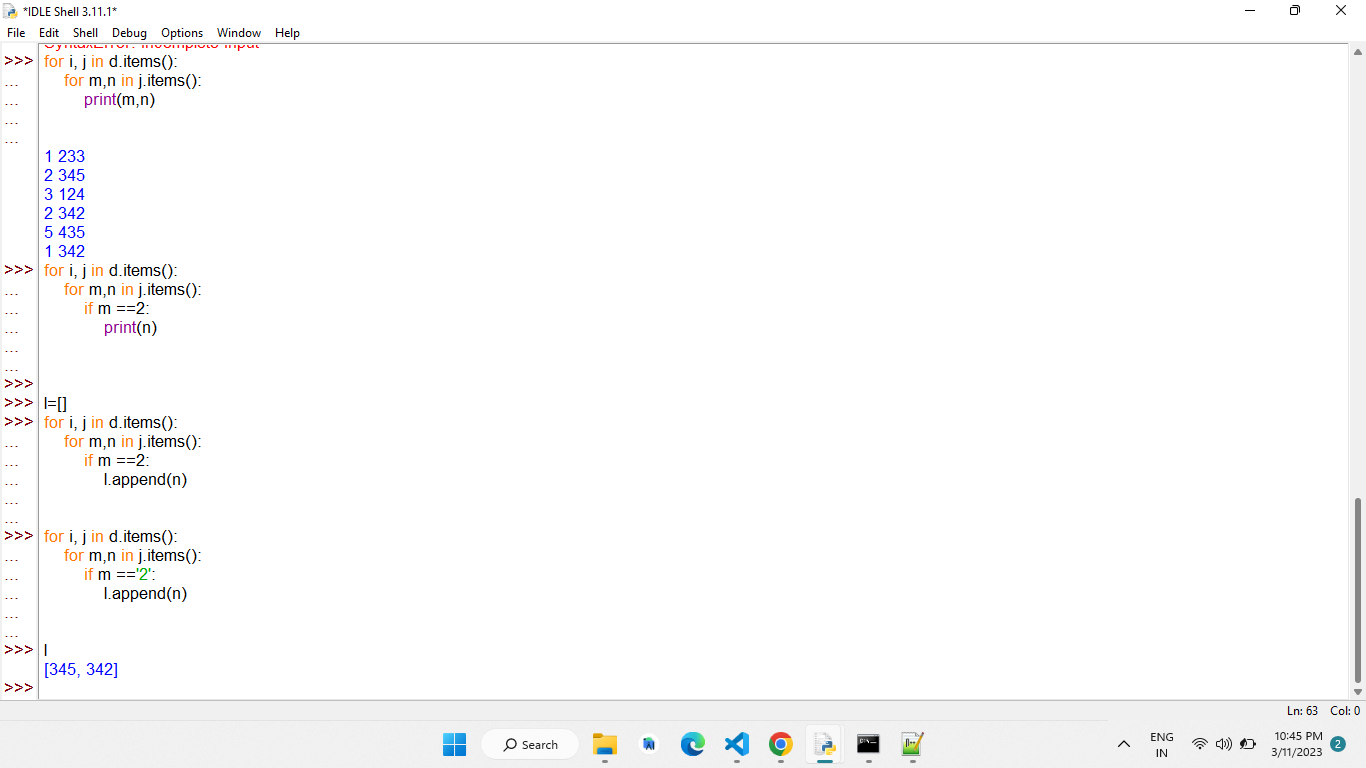 *IDLE Shell 3.11.1*
File Edit Shell Debug Options Window Help
SyntaxError: incomplete input
>>> for i, j in d.items():
... for m,n in j.items():
... print(m,n)
...
...
1 233
2 345
3 124
2 342
5 435
1 342
>>> for i, j in d.items():
... for m,n in j.items():
... if m ==2:
... print(n)
...
...
>>>
>>> l=[]
>>> for i, j in d.items():
... for m,n in j.items():
... if m ==2:
... l.append(n)
...
...
>>> for i, j in d.items():
... for m,n in j.items():
... if m =='2':
... l.append(n)
...
...
>>> l
[345, 342]
>>>
Ln: 63 Col: 0
Search
ENG
IN
10:45 PM
3/11/2023
2